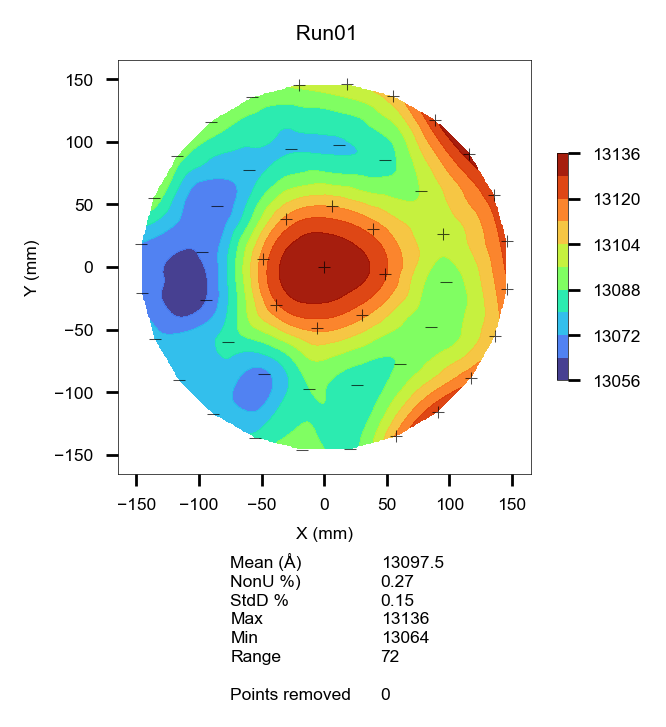 Run01
150
100
50
0
−50
−100
−150
Y (mm)
−150 −100 −50 0 50 100 150
X (mm)
13136
13120
13104
13088
13072
13056
Mean (Å) 13097.5
NonU %) 0.27
StdD % 0.15
Max 13136
Min 13064
Range 72
Points removed 0